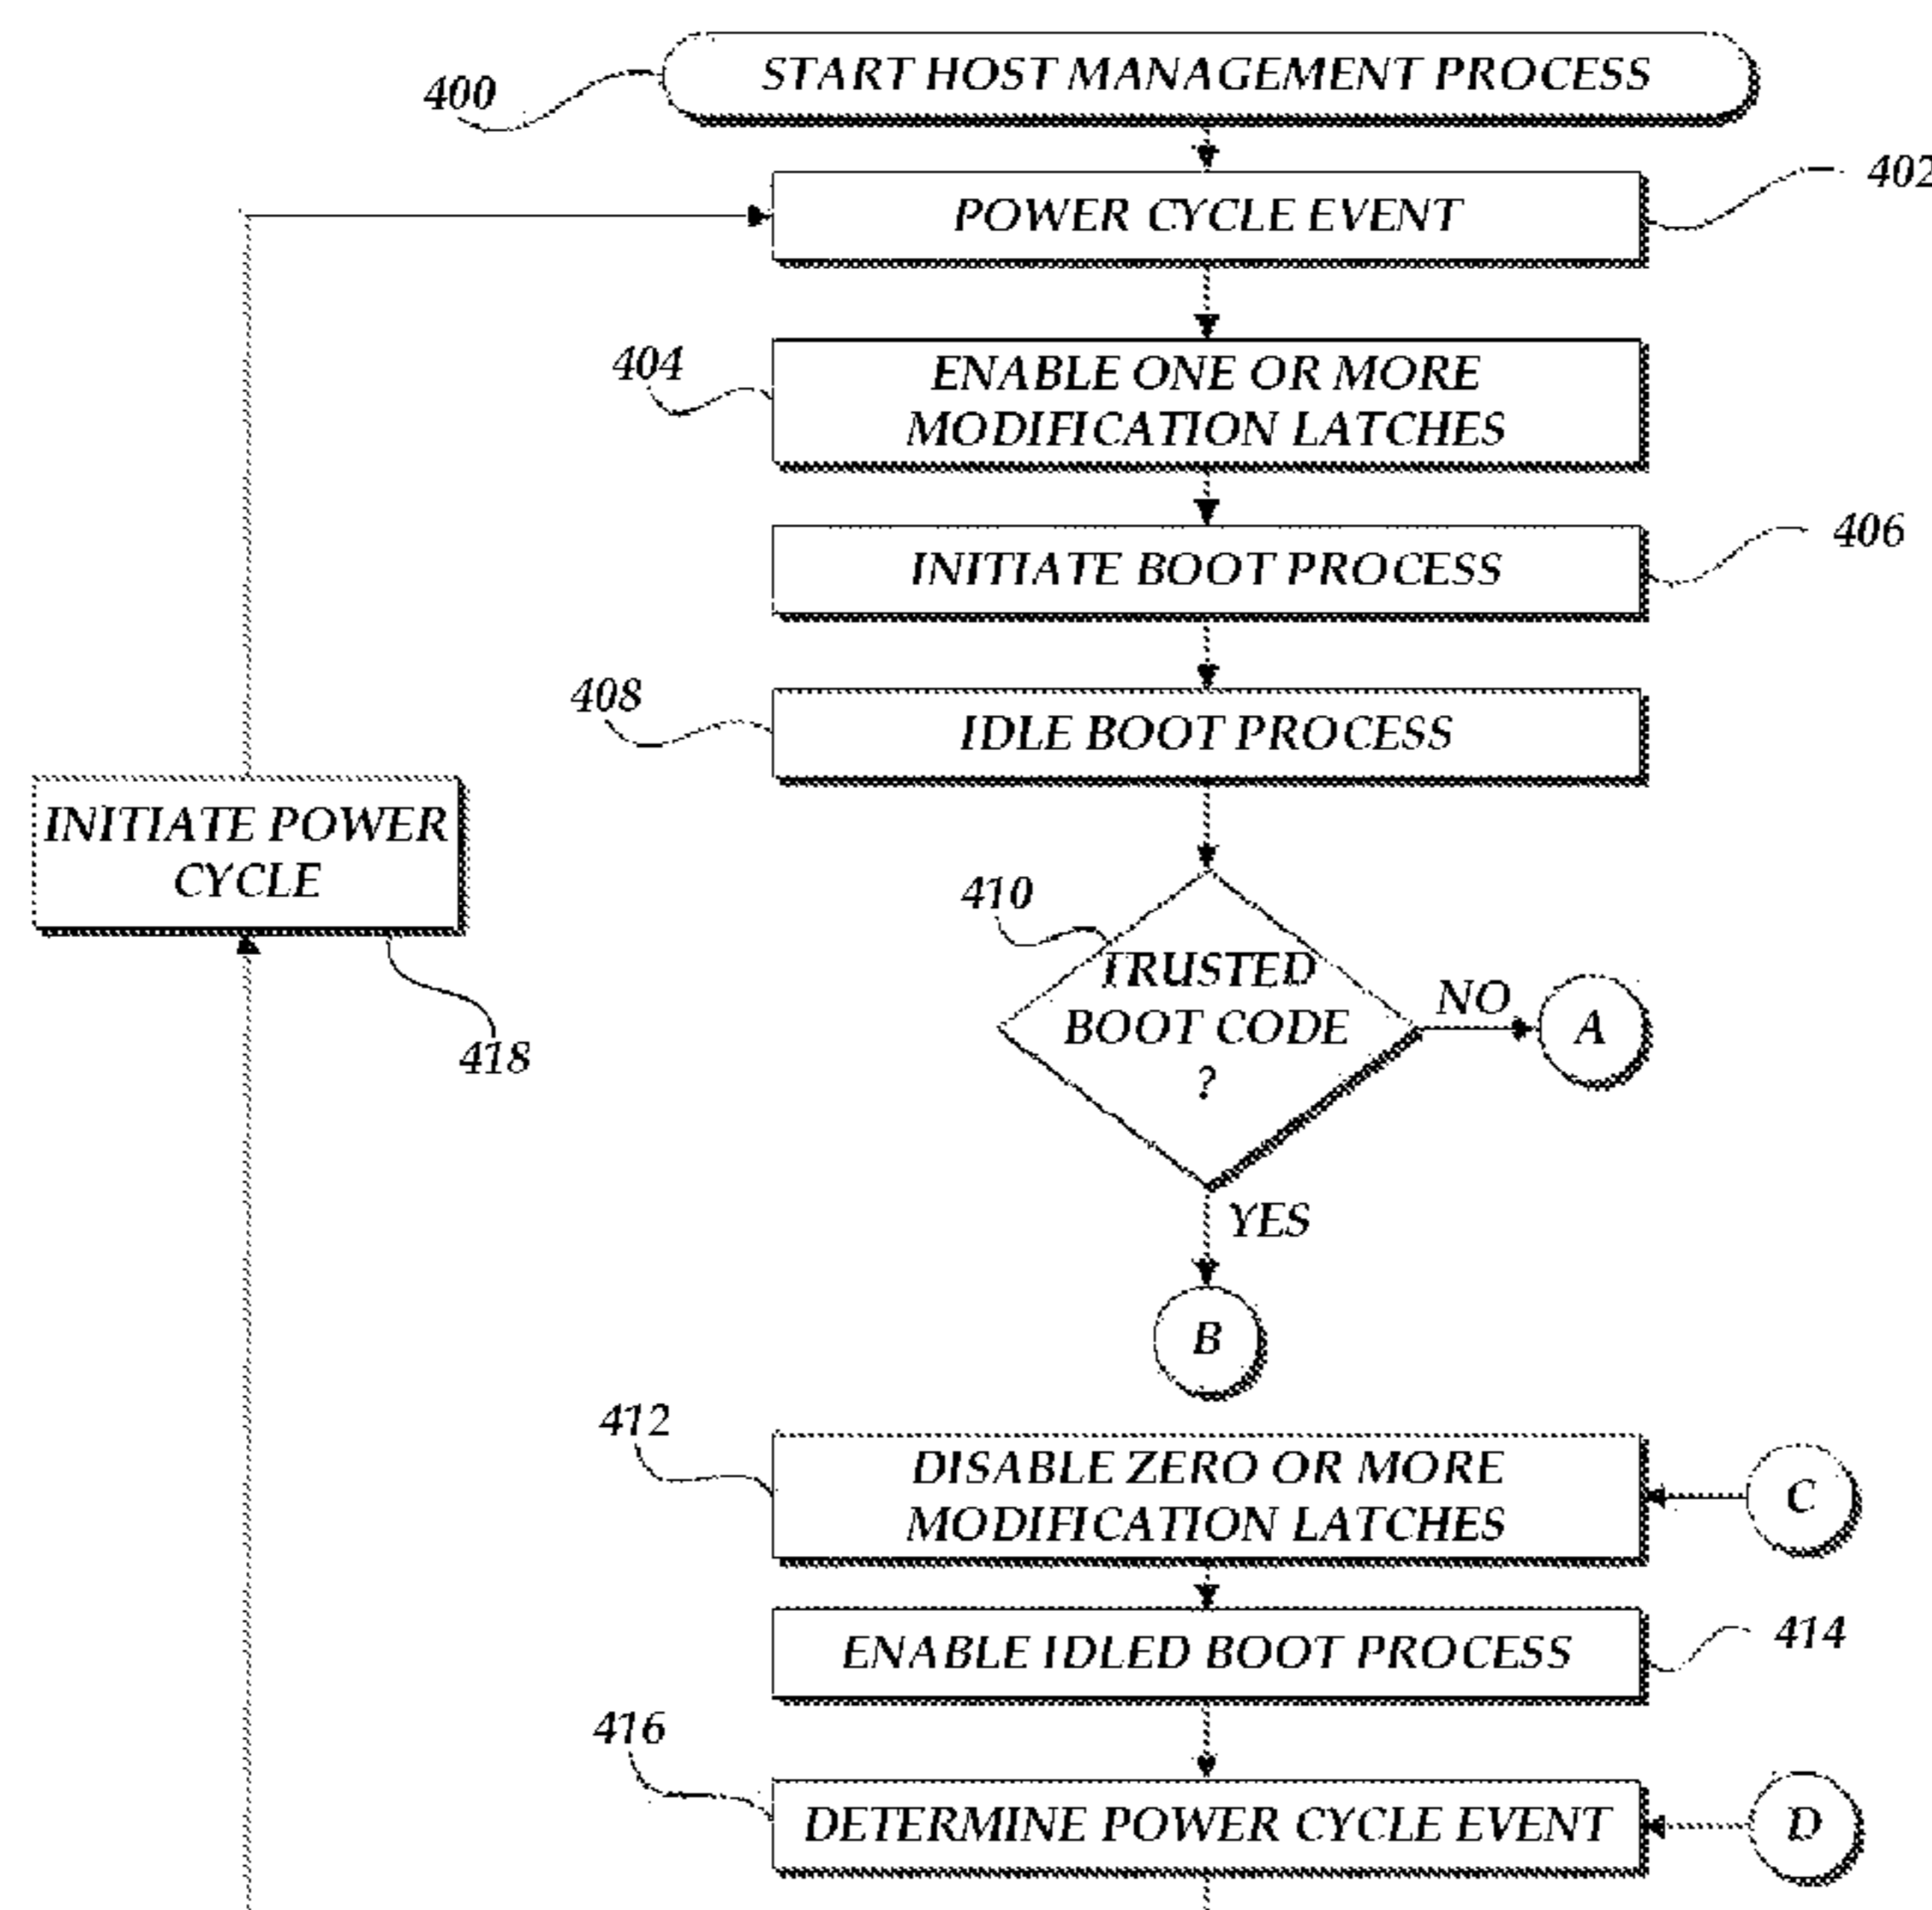 START HOST MANAGEMENT PROCESS
400
402
POWER CYCLE EVENT
404
ENABLE ONE OR MORE
MODIFICATION LATCHES
406
INITIATE BOOT PROCESS
408
IDLE BOOT PROCESS
INITIATE POWER
CYCLE
418
410
TRUSTED
BOOT CODE
?
NO
A
YES
B
412
DISABLE ZERO OR MORE
MODIFICATION LATCHES
C
ENABLE IDLED BOOT PROCESS
414
416
DETERMINE POWER CYCLE EVENT
D